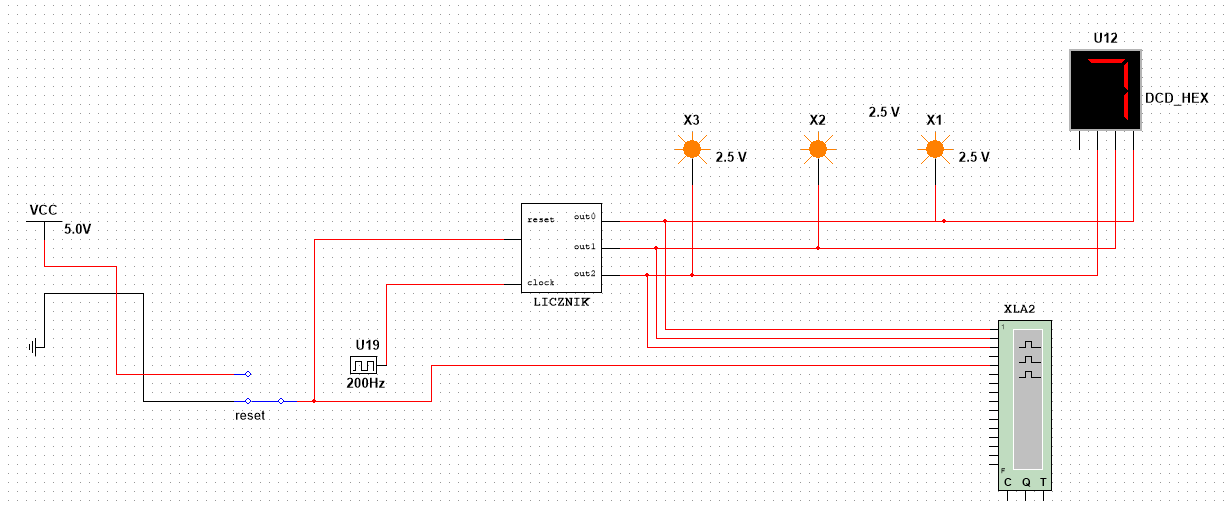 U12
7
DCD_HEX
X3
X2
2.5 V
X1
2.5 V
2.5 V
VCC
5.0V
reset
out0
out1
out2
clock
LICZNIK
XLA2
1
F
C Q T
U19
200Hz
reset